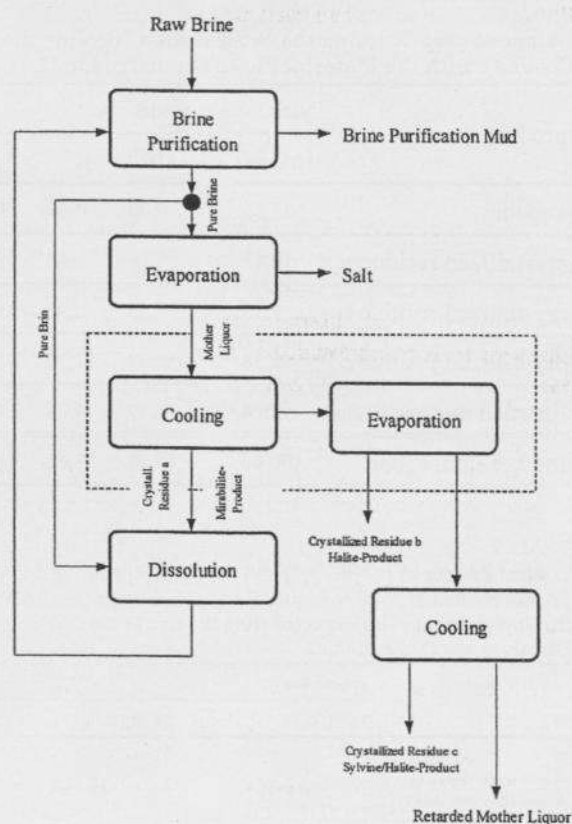 Raw Brine
Brine
Purification
Brine Purification Mud
Pure Brine
Evaporation
Salt
Pure Brin
Mother
Liquor
Cooling
Evaporation
Crystall.
Residue a
Mirabilite-
Product
Crystallized Residue b
Halite-Product
Dissolution
Cooling
Crystallized Residue c
Sylvine/Halite-Product
Retarded Mother Liquor